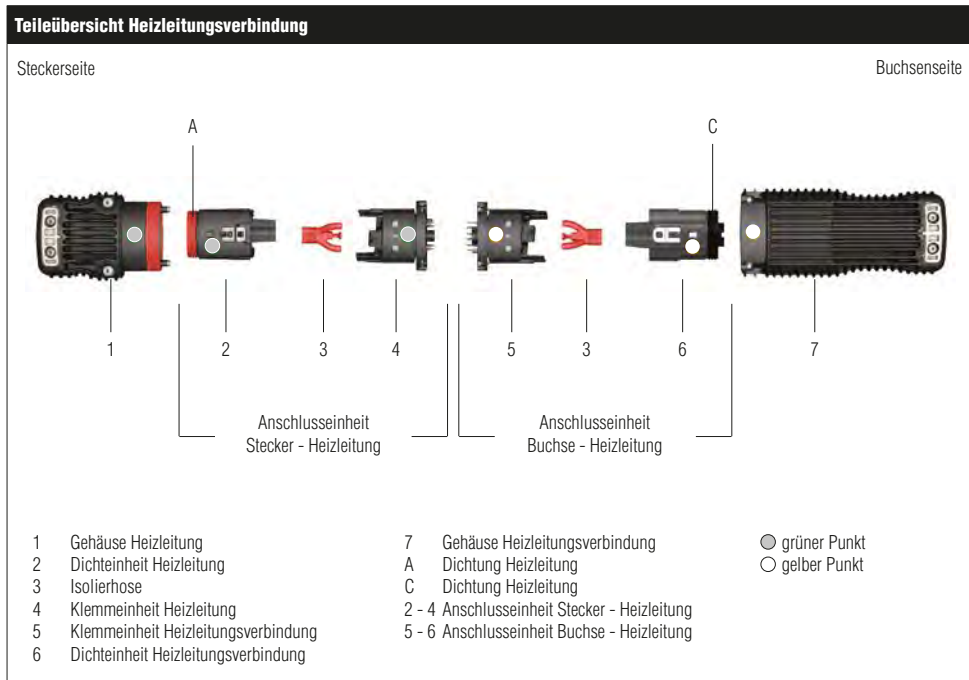 Teileübersicht Heizleitungsverbindung
Steckerseite
Buchsenseite
A
C
1
2
3
4
5
3
6
7
Anschlusseinheit
Stecker - Heizleitung
Anschlusseinheit
Buchse - Heizleitung
1 Gehäuse Heizleitung
2 Dichteinheit Heizleitung
3 Isolierhose
4 Klemmeinheit Heizleitung
5 Klemmeinheit Heizleitungsverbindung
6 Dichteinheit Heizleitungsverbindung
7 Gehäuse Heizleitungsverbindung
A Dichtung Heizleitung
C Dichtung Heizleitung
2 - 4 Anschlusseinheit Stecker - Heizleitung
5 - 6 Anschlusseinheit Buchse - Heizleitung
grüner Punkt
gelber Punkt